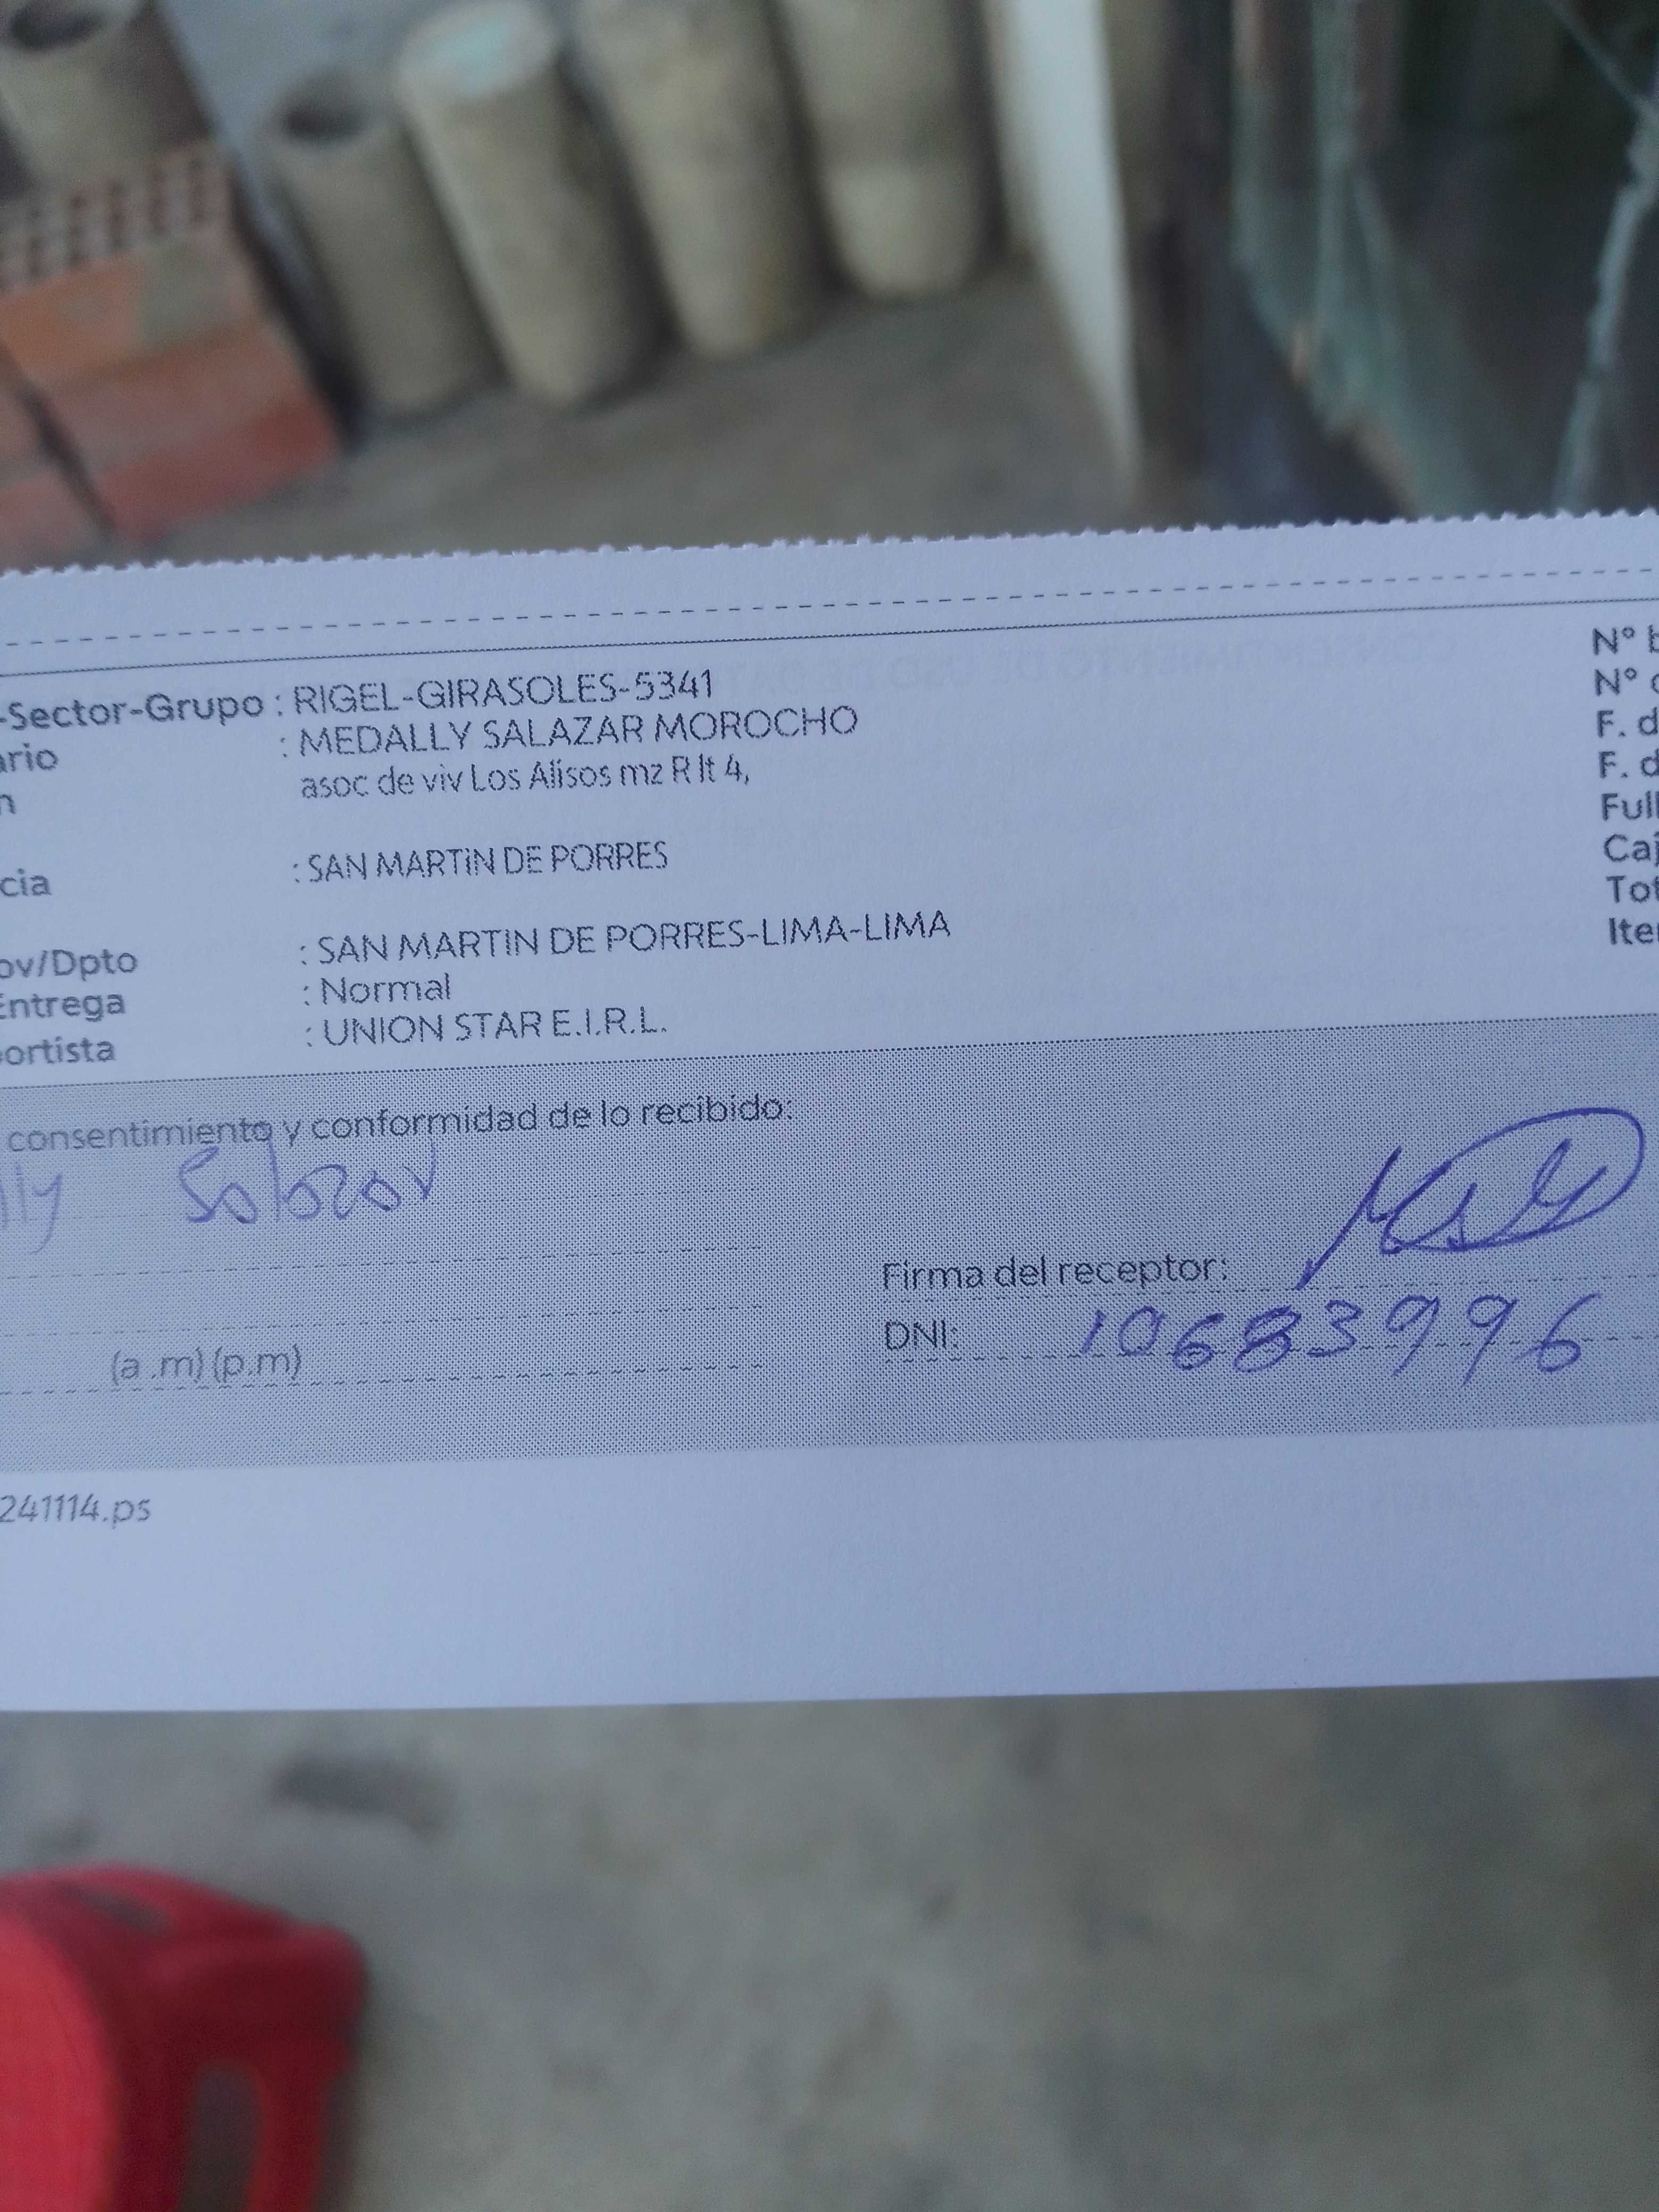 -Sector-Grupo : RIGEL-GIRASOLES-5341
ario : MEDALLY SALAZAR MOROCHO
n asoc de viv Los Alisos mz R lt 4,
cia : SAN MARTIN DE PORRES
ov/Dpto : SAN MARTIN DE PORRES-LIMA-LIMA
Entrega : Normal
portista : UNION STAR E.I.R.L.
N° b
N° c
F. d
F. d
Full
Caj
Tot
Iter
consentimiento y conformidad de lo recibido:
lly Salazar
Firma del receptor:
DNI: 10683996
(a .m) (p.m)
241114.ps